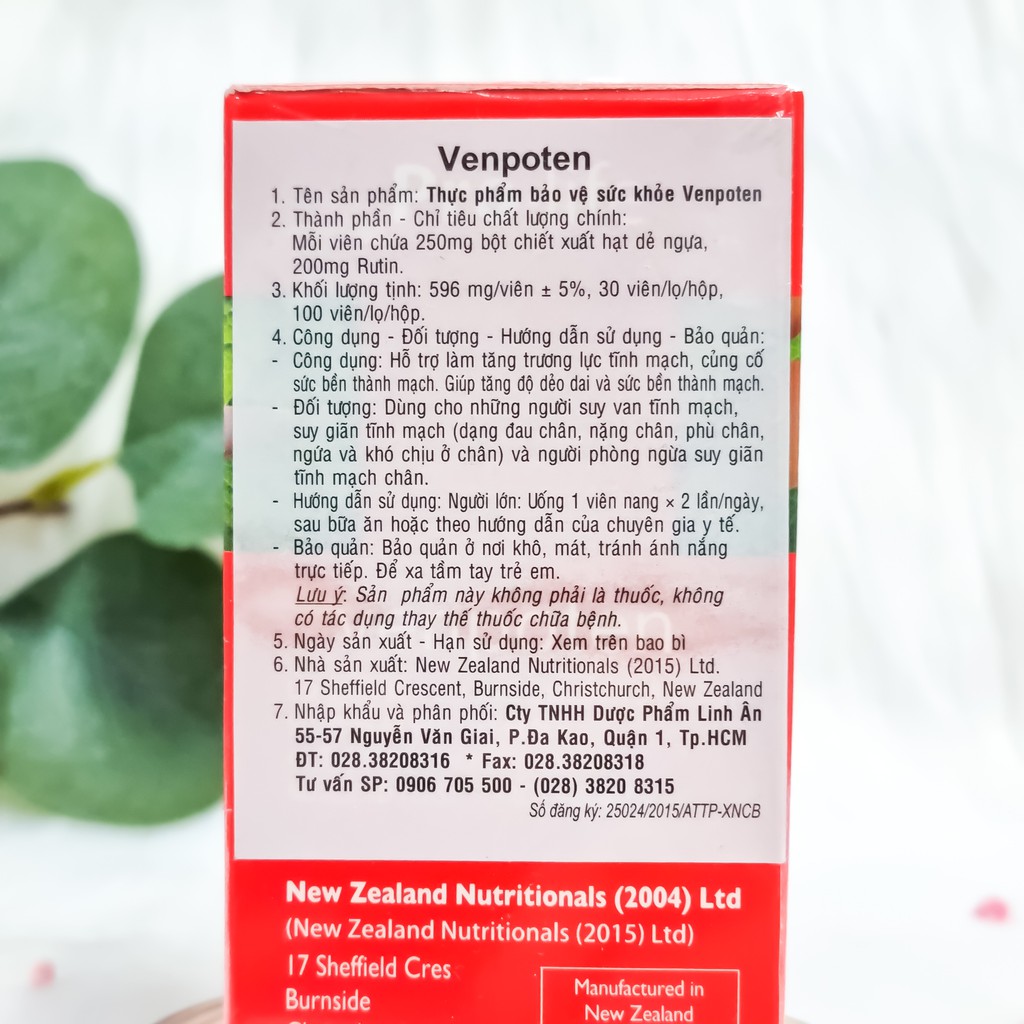 Venpoten
1. Tên sản phẩm: Thực phẩm bảo vệ sức khỏe Venpoten
2. Thành phần - Chỉ tiêu chất lượng chính:
Mỗi viên chứa 250mg bột chiết xuất hạt dẻ ngựa,
200mg Rutin.
3. Khối lượng tịnh: 596 mg/viên ± 5%, 30 viên/lọ/hộp,
100 viên/lọ/hộp.
4. Công dụng - Đối tượng - Hướng dẫn sử dụng - Bảo quản:
- Công dụng: Hỗ trợ làm tăng trương lực tĩnh mạch, củng cố
sức bền thành mạch. Giúp tăng độ dẻo dai và sức bền thành mạch.
- Đối tượng: Dùng cho những người suy van tĩnh mạch,
suy giãn tĩnh mạch (dạng đau chân, nặng chân, phù chân,
ngứa và khó chịu ở chân) và người phòng ngừa suy giãn
tĩnh mạch chân.
- Hướng dẫn sử dụng: Người lớn: Uống 1 viên nang × 2 lần/ngày,
sau bữa ăn hoặc theo hướng dẫn của chuyên gia y tế.
- Bảo quản: Bảo quản ở nơi khô, mát, tránh ánh nắng
trực tiếp. Để xa tầm tay trẻ em.
Lưu ý: Sản phẩm này không phải là thuốc, không
có tác dụng thay thế thuốc chữa bệnh.
5. Ngày sản xuất - Hạn sử dụng: Xem trên bao bì
6. Nhà sản xuất: New Zealand Nutritionals (2015) Ltd.
17 Sheffield Crescent, Burnside, Christchurch, New Zealand
7. Nhập khẩu và phân phối: Cty TNHH Dược Phẩm Linh Ân
55-57 Nguyễn Văn Giai, P.Đa Kao, Quận 1, Tp.HCM
ĐT: 028.38208316 * Fax: 028.38208318
Tư vấn SP: 0906 705 500 - (028) 3820 8315
Số đăng ký: 25024/2015/ATTP-XNCB
New Zealand Nutritionals (2004) Ltd
(New Zealand Nutritionals (2015) Ltd)
17 Sheffield Cres
Burnside
Manufactured in
New Zealand